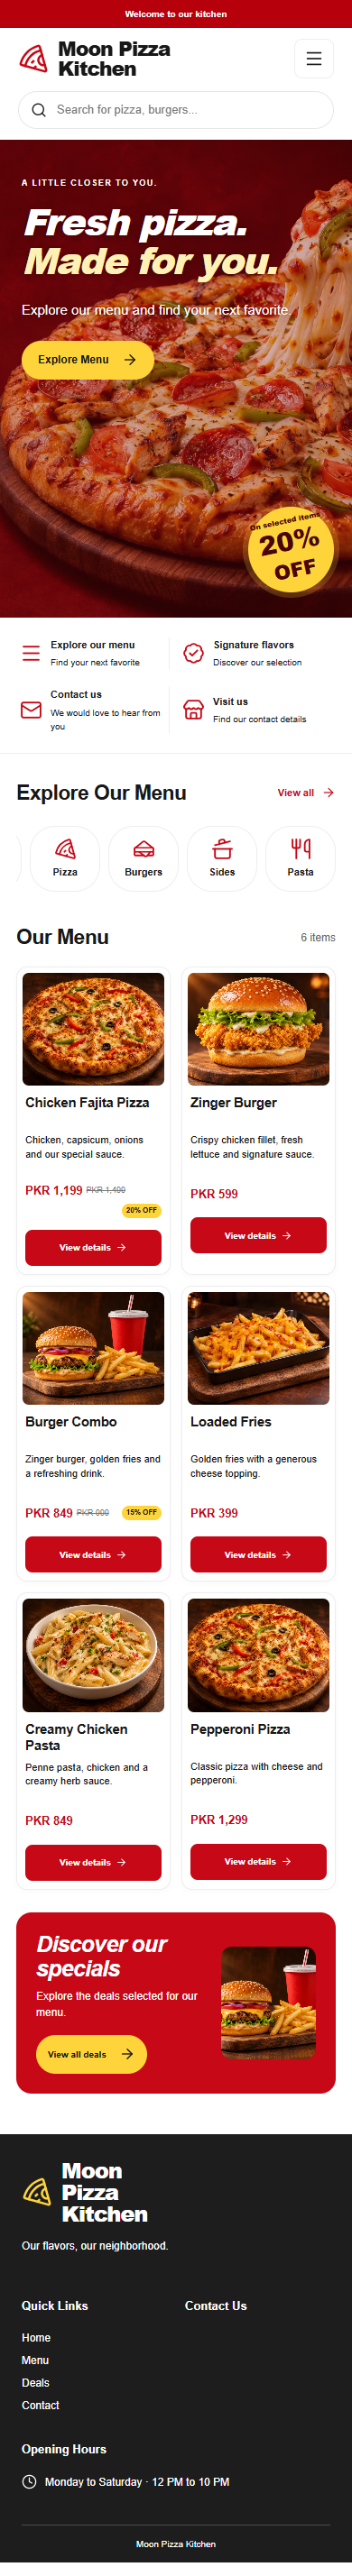 Welcome to our kitchen
Moon Pizza
Kitchen
Search for pizza, burgers...
A LITTLE CLOSER TO YOU.
Fresh pizza.
Made for you.
Explore our menu and find your next favorite.
Explore Menu
On selected items
20%
OFF
Explore our menu
Find your next favorite
Signature flavors
Discover our selection
Contact us
We would love to hear from
you
Visit us
Find our contact details
Explore Our Menu
View all
Pizza
Burgers
Sides
Pasta
Our Menu
6 items
Chicken Fajita Pizza
Chicken, capsicum, onions
and our special sauce.
PKR 1,199 PKR 1,499
20% OFF
View details
Zinger Burger
Crispy chicken fillet, fresh
lettuce and signature sauce.
PKR 599
View details
Burger Combo
Zinger burger, golden fries and
a refreshing drink.
PKR 849 PKR 999 15% OFF
View details
Loaded Fries
Golden fries with a generous
cheese topping.
PKR 399
View details
Creamy Chicken
Pasta
Penne pasta, chicken and a
creamy herb sauce.
PKR 849
View details
Pepperoni Pizza
Classic pizza with cheese and
pepperoni.
PKR 1,299
View details
Discover our
specials
Explore the deals selected for our
menu.
View all deals
Moon
Pizza
Kitchen
Our flavors, our neighborhood.
Quick Links
Home
Menu
Deals
Contact
Contact Us
Opening Hours
Monday to Saturday · 12 PM to 10 PM
Moon Pizza Kitchen